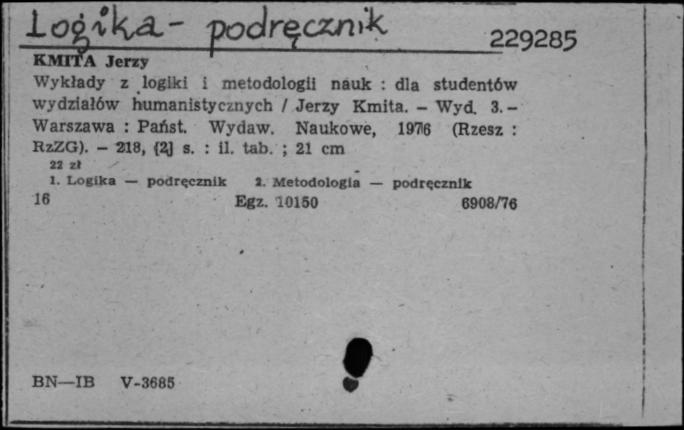 Logika - podręcznik
229285
KMITA Jerzy
Wykłady z logiki i metodologii nauk : dla studentów
wydziałów humanistycznych / Jerzy Kmita. — Wyd. 3. —
Warszawa : Państ. Wydaw. Naukowe, 1976 (Rzesz :
RzZG). — 218, [2] s. : il. tab. ; 21 cm
22 zł
1. Logika — podręcznik 2. Metodologia — podręcznik
16 Egz. 10150 6908/76
BN—IB V-3685